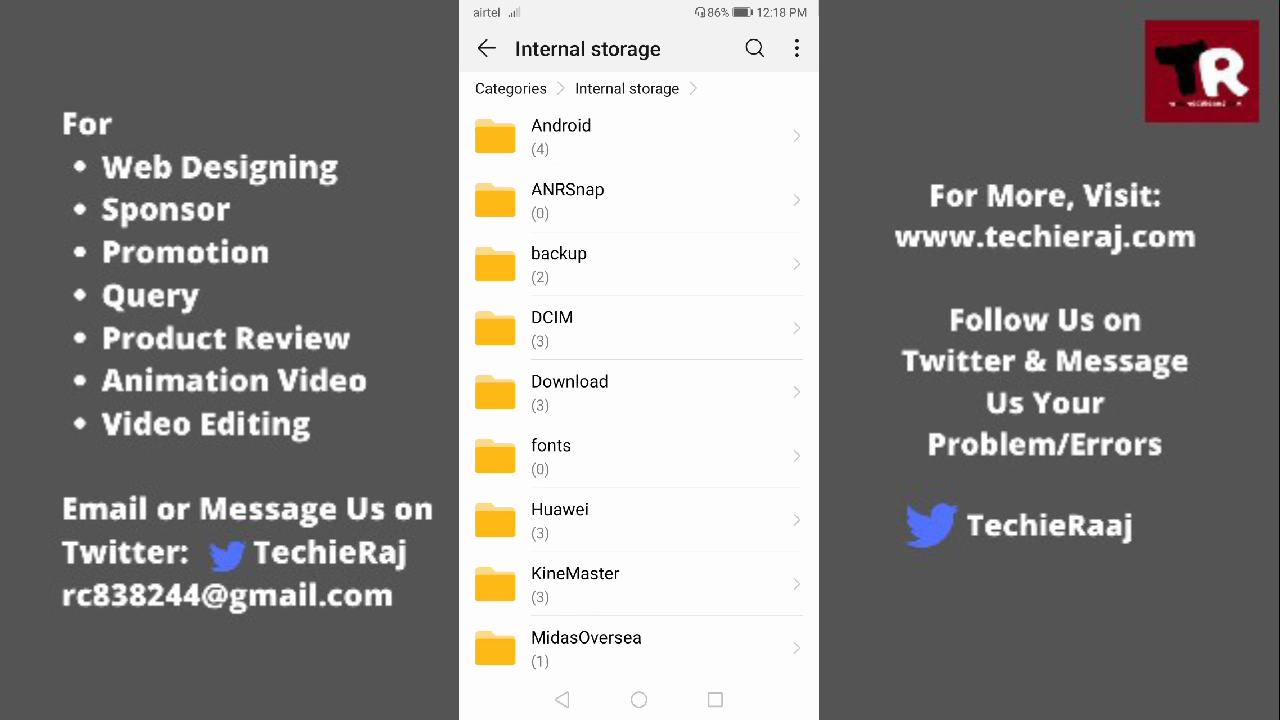 For
• Web Designing
• Sponsor
• Promotion
• Query
• Product Review
• Animation Video
• Video Editing
Email or Message Us on
Twitter: TechieRaj
rc838244@gmail.com
airtel 86% 12:18 PM
Internal storage
Categories Internal storage
Android
(4)
ANRSnap
(0)
backup
(2)
DCIM
(3)
Download
(3)
fonts
(0)
Huawei
(3)
KineMaster
(3)
MidasOversea
(1)
TR
For More, Visit:
www.techieraj.com
Follow Us on
Twitter & Message
Us Your
Problem/Errors
TechieRaaj